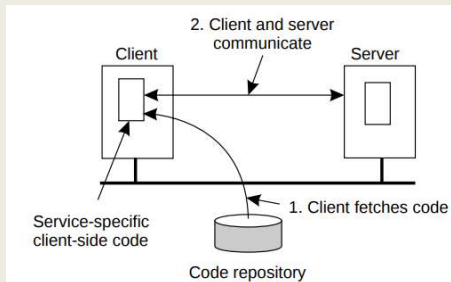 2. Client and server
communicate
Client
Server
1. Client fetches code
Service-specific
client-side code
Code repository